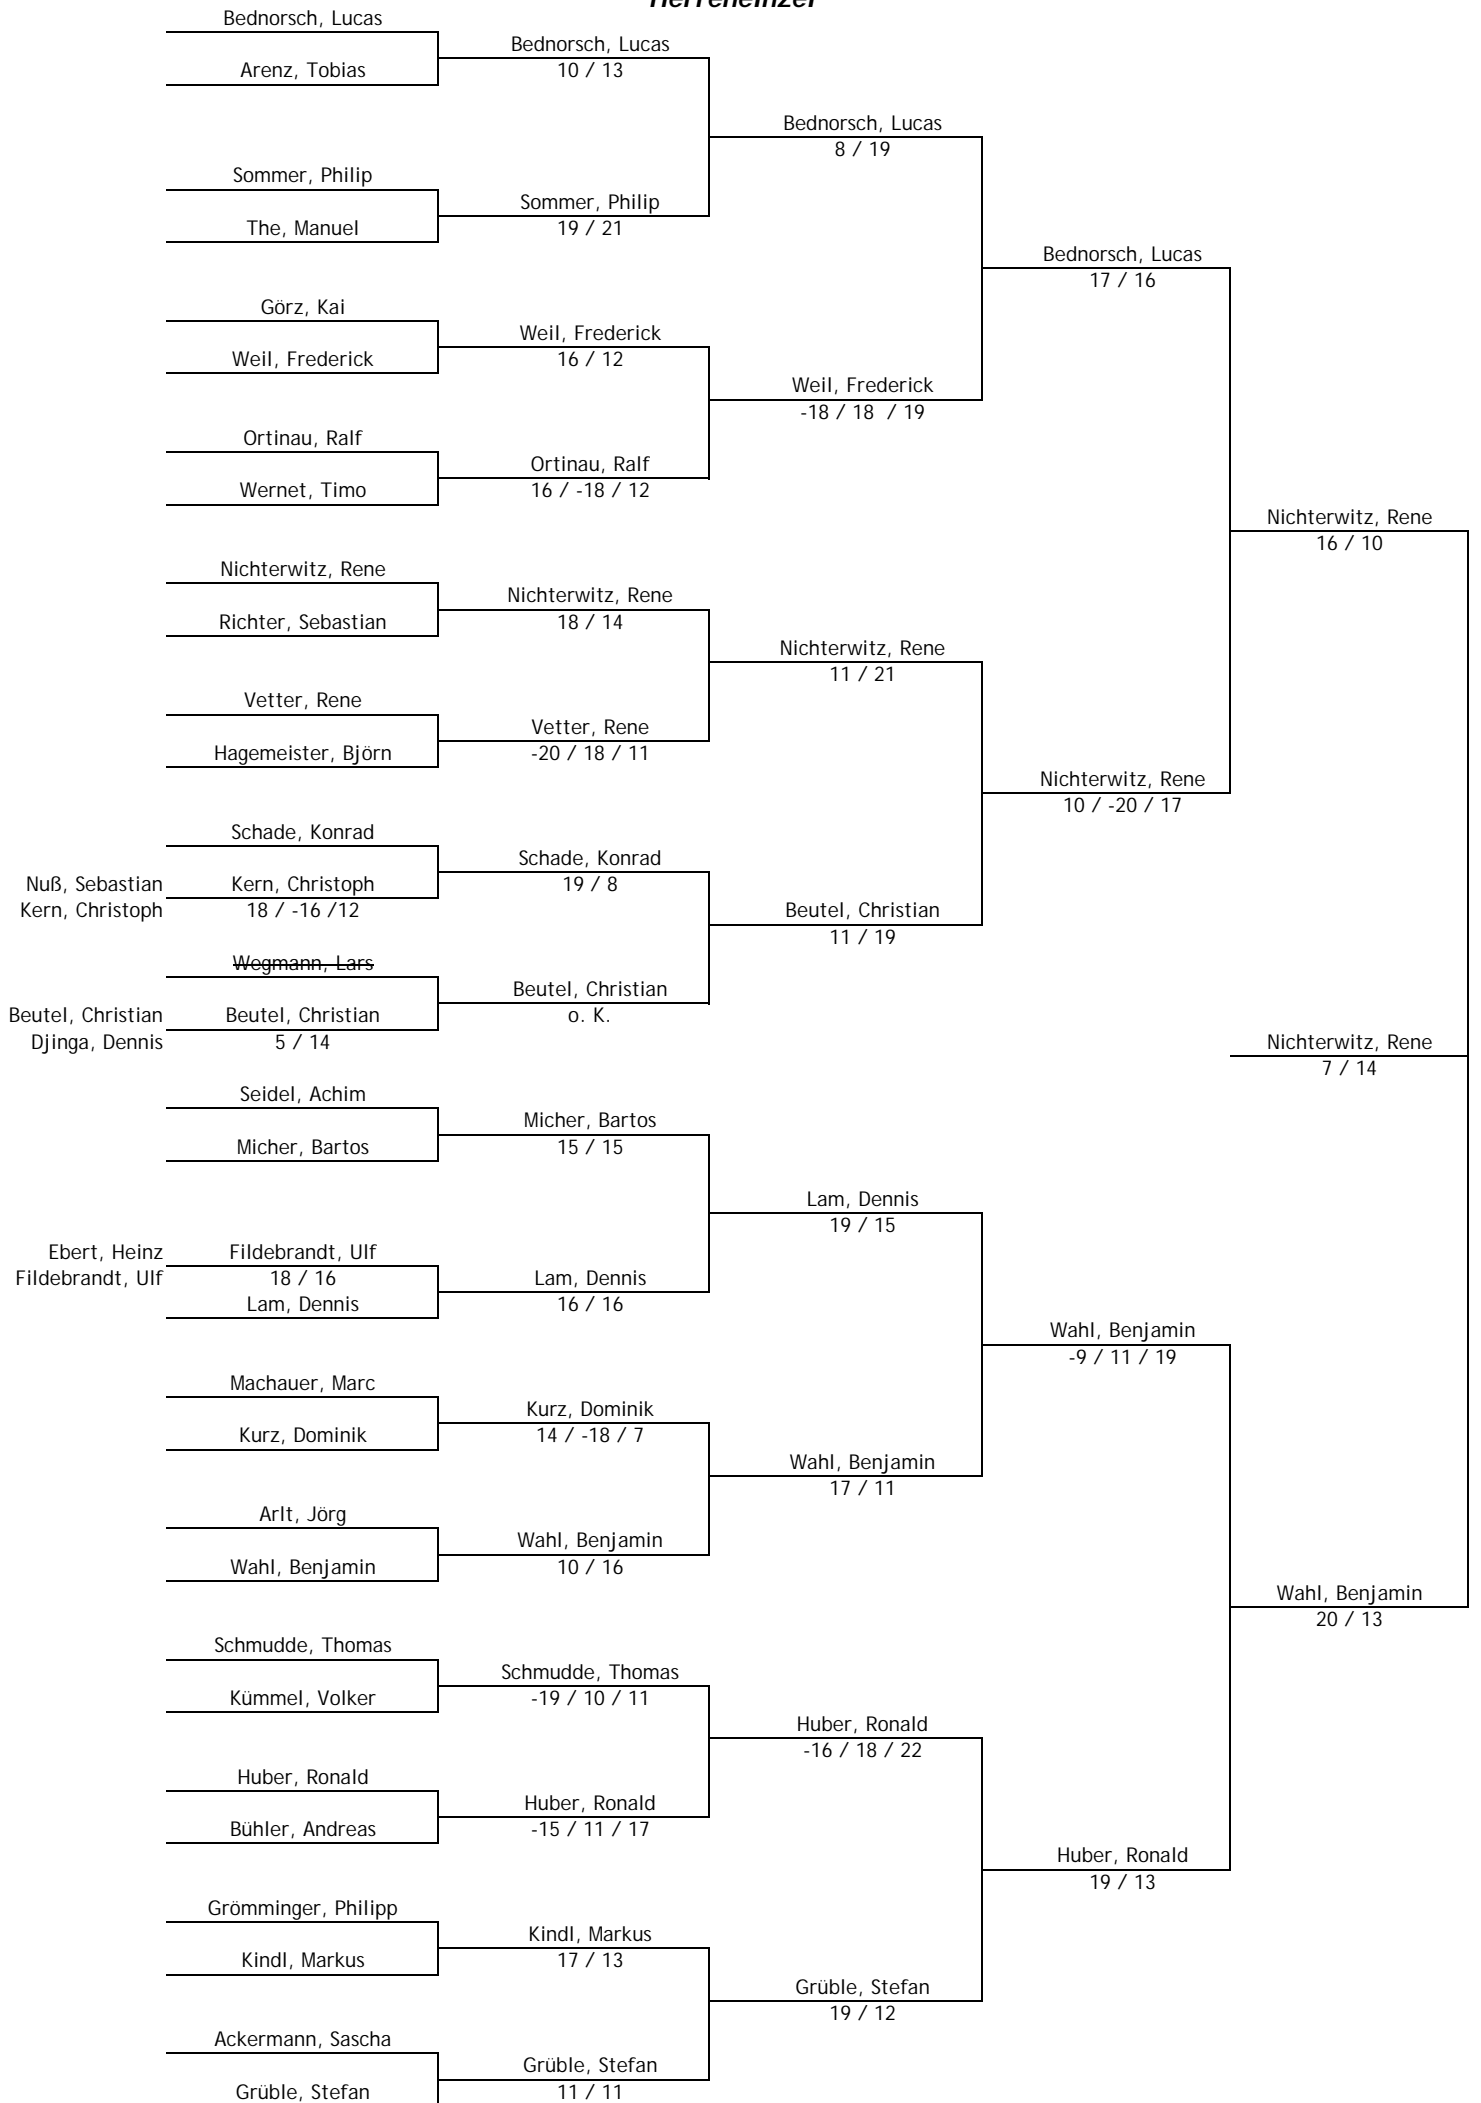 Herreneinzel
Bednorsch, Lucas
Bednorsch, Lucas
Arenz, Tobias
10 / 13
Bednorsch, Lucas
8 / 19
Sommer, Philip
Sommer, Philip
The, Manuel
19 / 21
Bednorsch, Lucas
17 / 16
Görz, Kai
Weil, Frederick
Weil, Frederick
16 / 12
Weil, Frederick
-18 / 18 / 19
Ortinau, Ralf
Ortinau, Ralf
Wernet, Timo
16 / -18 / 12
Nichterwitz, Rene
16 / 10
Nichterwitz, Rene
Nichterwitz, Rene
Richter, Sebastian
18 / 14
Nichterwitz, Rene
11 / 21
Vetter, Rene
Vetter, Rene
Hagemeister, Björn
-20 / 18 / 11
Nichterwitz, Rene
10 / -20 / 17
Schade, Konrad
Schade, Konrad
Nuß, Sebastian
Kern, Christoph
19 / 8
Kern, Christoph
18 / -16 /12
Beutel, Christian
11 / 19
Wegmann, Lars
Beutel, Christian
Beutel, Christian
Beutel, Christian
o. K.
Djinga, Dennis
5 / 14
Nichterwitz, Rene
7 / 14
Seidel, Achim
Micher, Bartos
Micher, Bartos
15 / 15
Lam, Dennis
19 / 15
Ebert, Heinz
Fildebrandt, Ulf
Fildebrandt, Ulf
18 / 16
Lam, Dennis
Lam, Dennis
16 / 16
Wahl, Benjamin
-9 / 11 / 19
Machauer, Marc
Kurz, Dominik
Kurz, Dominik
14 / -18 / 7
Wahl, Benjamin
17 / 11
Arlt, Jörg
Wahl, Benjamin
Wahl, Benjamin
10 / 16
Wahl, Benjamin
20 / 13
Schmudde, Thomas
Schmudde, Thomas
Kümmel, Volker
-19 / 10 / 11
Huber, Ronald
-16 / 18 / 22
Huber, Ronald
Huber, Ronald
Bühler, Andreas
-15 / 11 / 17
Huber, Ronald
19 / 13
Grömminger, Philipp
Kindl, Markus
Kindl, Markus
17 / 13
Grüble, Stefan
19 / 12
Ackermann, Sascha
Grüble, Stefan
Grüble, Stefan
11 / 11